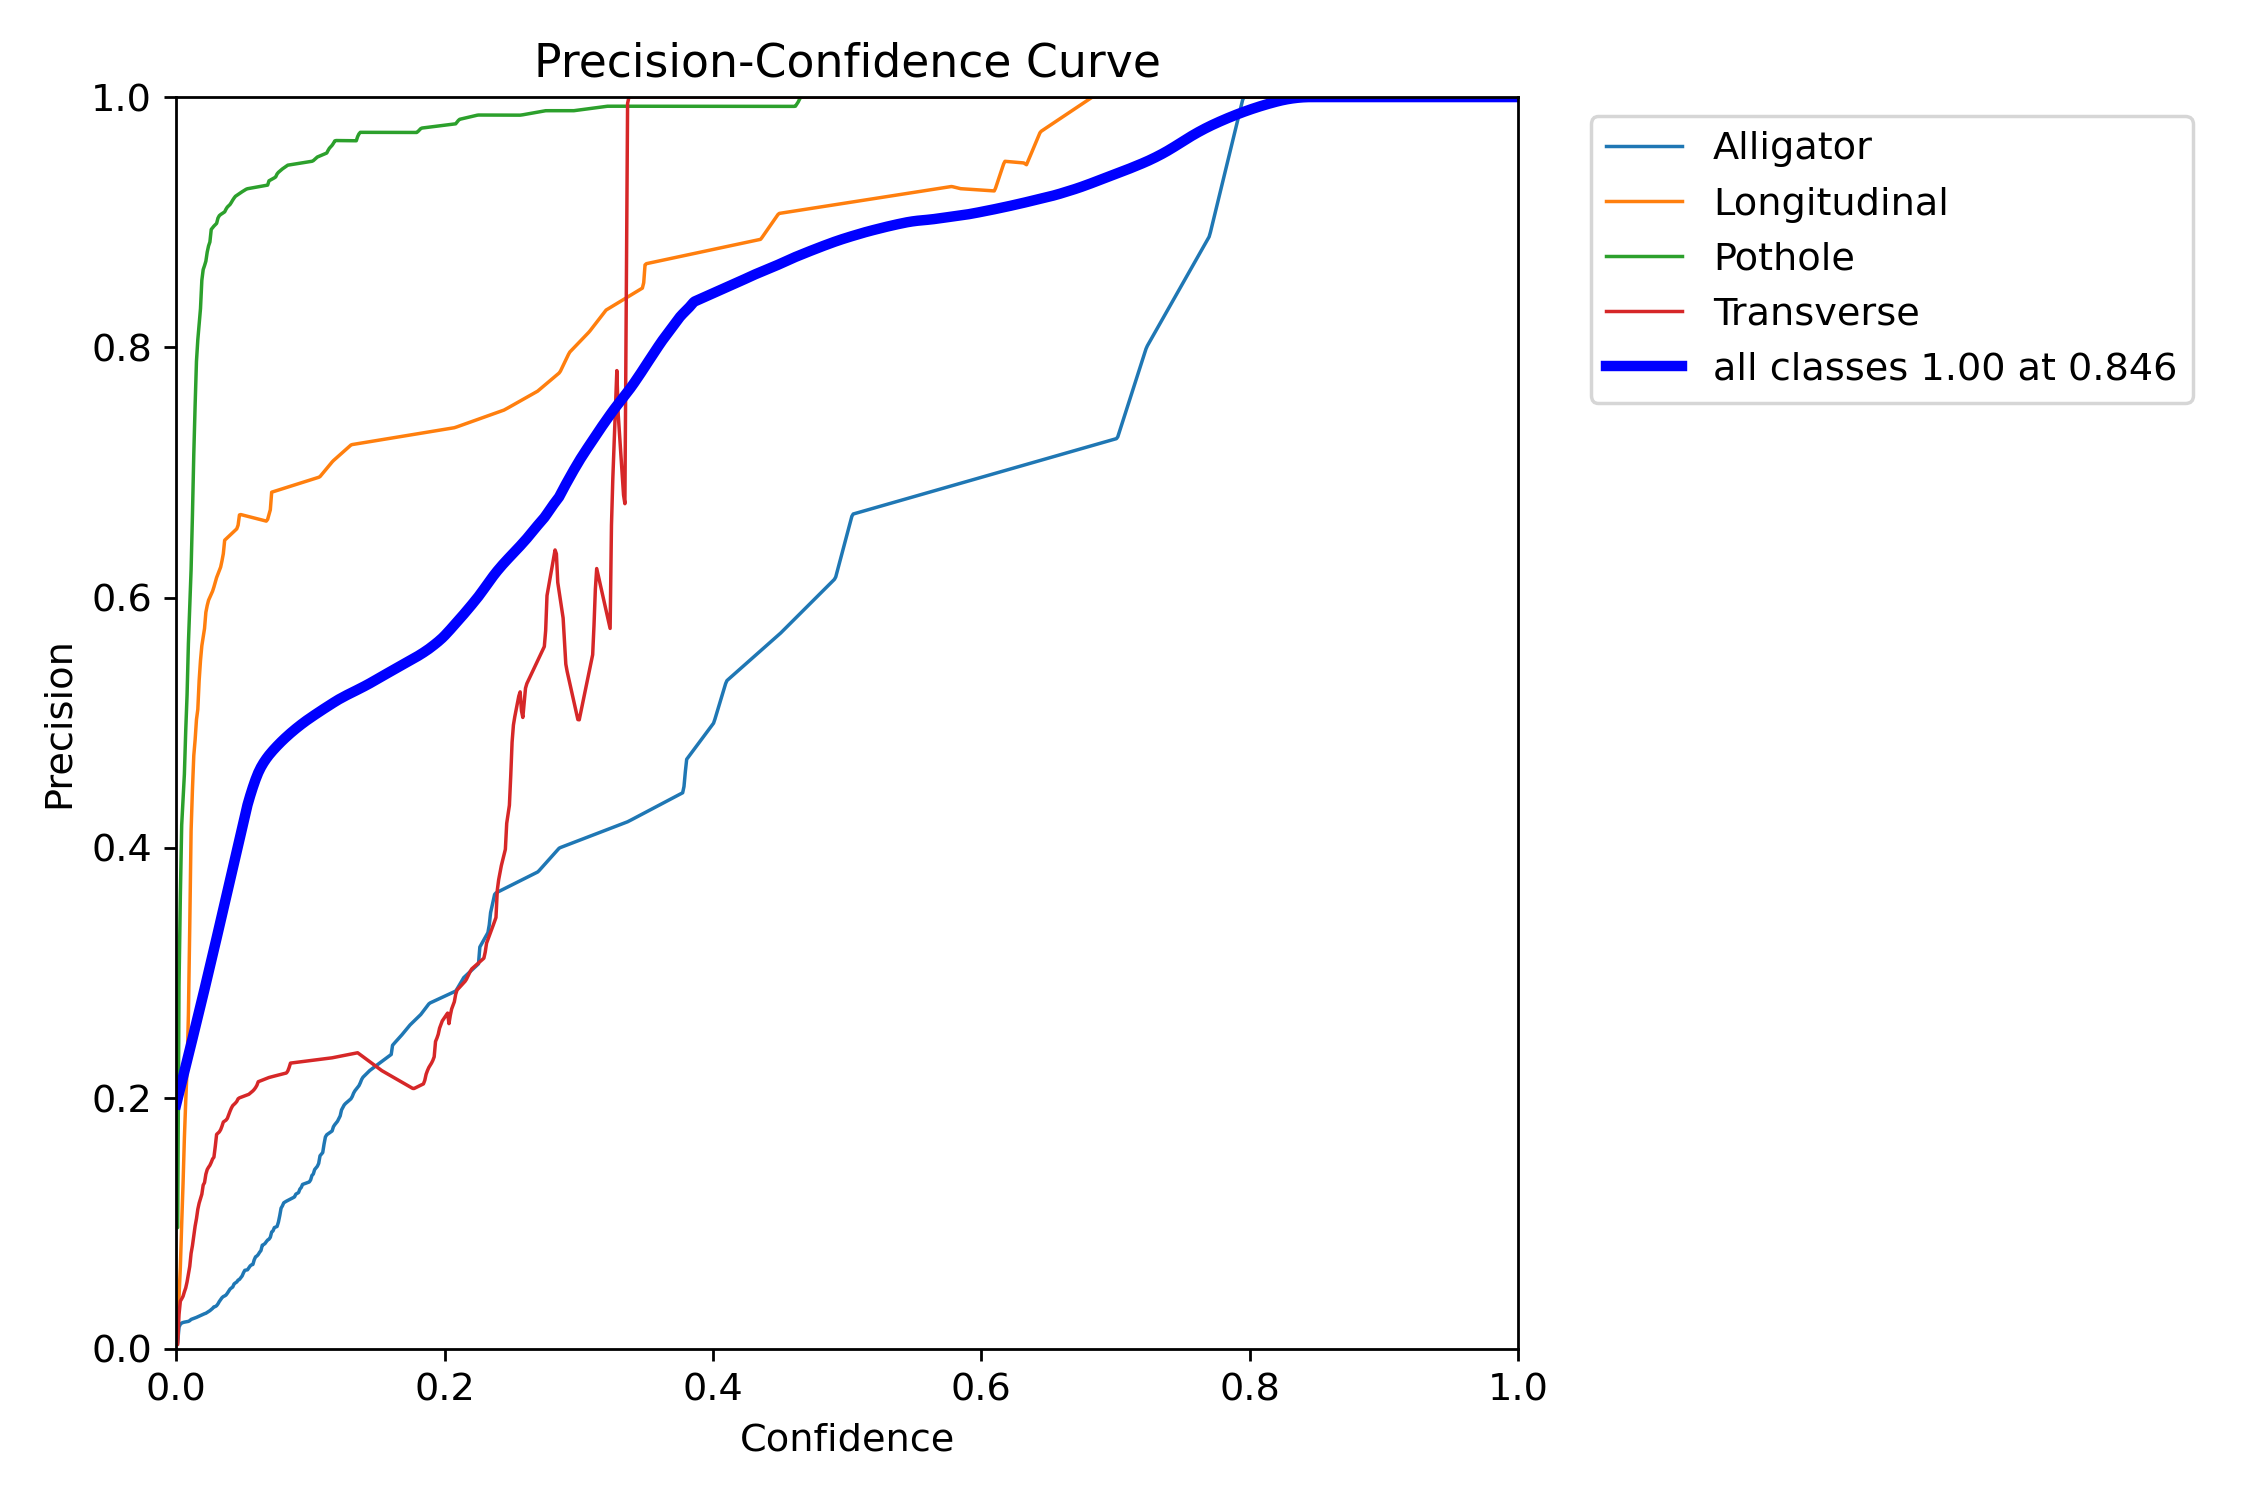 Precision-Confidence Curve
1.0
0.8
0.6
0.4
0.2
0.0
Precision
0.0 0.2 0.4 0.6 0.8 1.0
Confidence
Alligator
Longitudinal
Pothole
Transverse
all classes 1.00 at 0.846